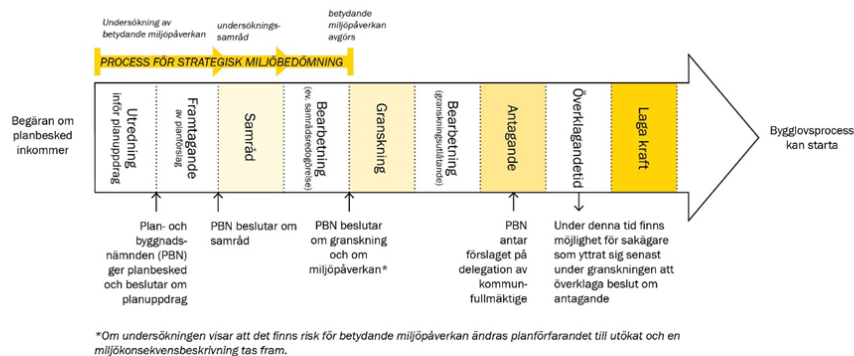 Undersökning av
betydande miljöpåverkan
undersöknings-
samråd
betydande
miljöpåverkan
avgörs
PROCESS FÖR STRATEGISK MILJÖBEDÖMNING
Begäran om
planbesked
inkommer
Utredning
inför planuppdrag
Framtagande
av planförslag
Samråd
Bearbetning
(ev. samrådsredogörelse)
Granskning
Bearbetning
(granskningsutlåtande)
Antagande
Överklagandetid
Laga kraft
Bygglovsprocess
kan starta
Plan- och
byggnads-
nämnden (PBN)
ger planbesked
och beslutar om
planuppdrag
PBN beslutar om
samråd
PBN beslutar
om granskning
och om
miljöpåverkan*
PBN
antar
förslaget på
delegation av
kommun-
fullmäktige
Under denna tid finns
möjlighet för sakägare
som yttrat sig senast
under granskningen att
överklaga beslut om
antagande
*Om undersökningen visar att det finns risk för betydande miljöpåverkan ändras planförfarandet till utökat och en
miljökonsekvensbeskrivning tas fram.